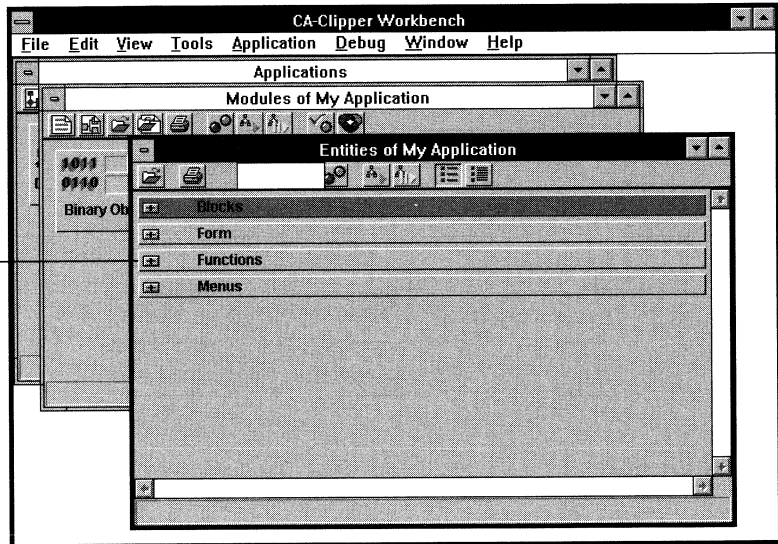 CA-Clipper Workbench
File Edit View Tools Application Debug Window Help
Applications
Modules of My Application
Entities of My Application
1011
0110
Binary Ob
Blocks
Form
Functions
Menus